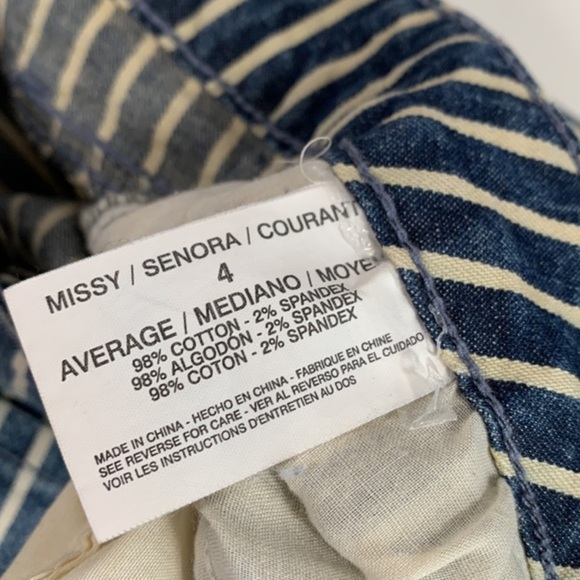 MISSY / SENORA / COURANT
4
AVERAGE / MEDIANO / MOYE
98% COTTON - 2% SPANDEX
98% ALGODON - 2% SPANDEX
98% COTON - 2% SPANDEX
MADE IN CHINA - HECHO EN CHINA - FABRIQUE EN CHINE
SEE REVERSE FOR CARE - VER AL REVERSO PARA EL CUIDADO
VOIR LES INSTRUCTIONS D'ENTRETIEN AU DOS